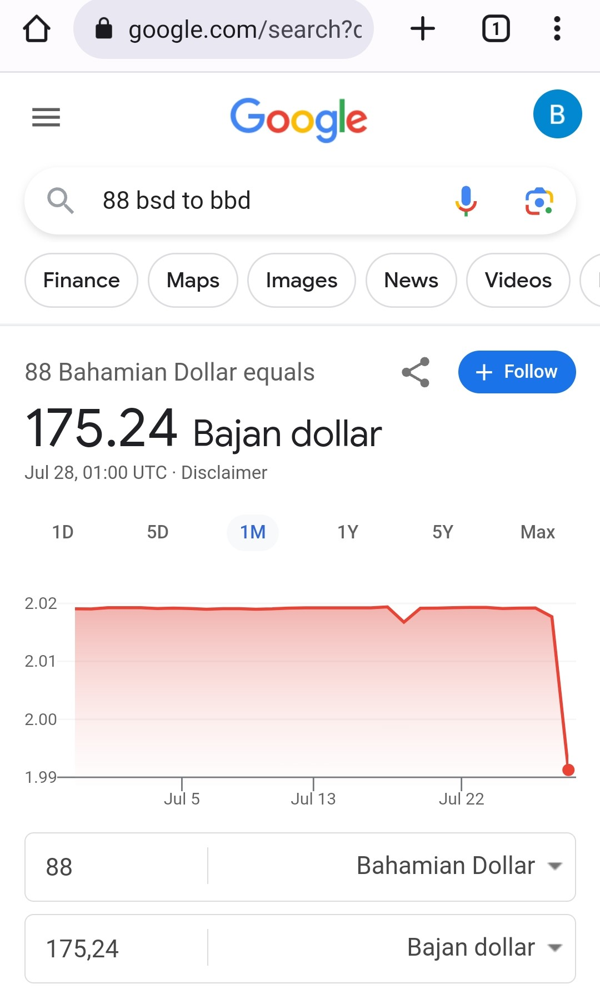 google.com/search?c
1
Google
B
88 bsd to bbd
Finance Maps Images News Videos
88 Bahamian Dollar equals
+ Follow
175.24 Bajan dollar
Jul 28, 01:00 UTC · Disclaimer
1D 5D 1M 1Y 5Y Max
2.02
2.01
2.00
1.99
Jul 5 Jul 13 Jul 22
88 Bahamian Dollar
175,24 Bajan dollar